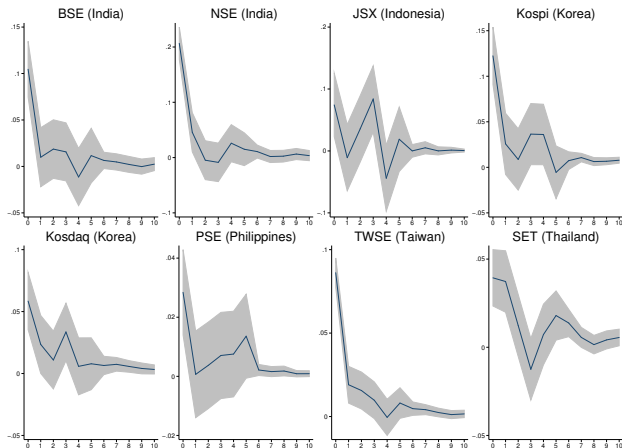 BSE (India)
.15
.1
.05
0
-.05
0 1 2 3 4 5 6 7 8 9 10
NSE (India)
.2
.1
0
-.1
0 1 2 3 4 5 6 7 8 9 10
JSX (Indonesia)
.2
.1
0
-.1
0 1 2 3 4 5 6 7 8 9 10
Kospi (Korea)
.15
.1
.05
0
-.05
0 1 2 3 4 5 6 7 8 9 10
Kosdaq (Korea)
.1
.05
0
-.05
0 1 2 3 4 5 6 7 8 9 10
PSE (Philippines)
.04
.02
0
-.02
0 1 2 3 4 5 6 7 8 9 10
TWSE (Taiwan)
.1
.05
0
0 1 2 3 4 5 6 7 8 9 10
SET (Thailand)
.05
0
-.05
0 1 2 3 4 5 6 7 8 9 10